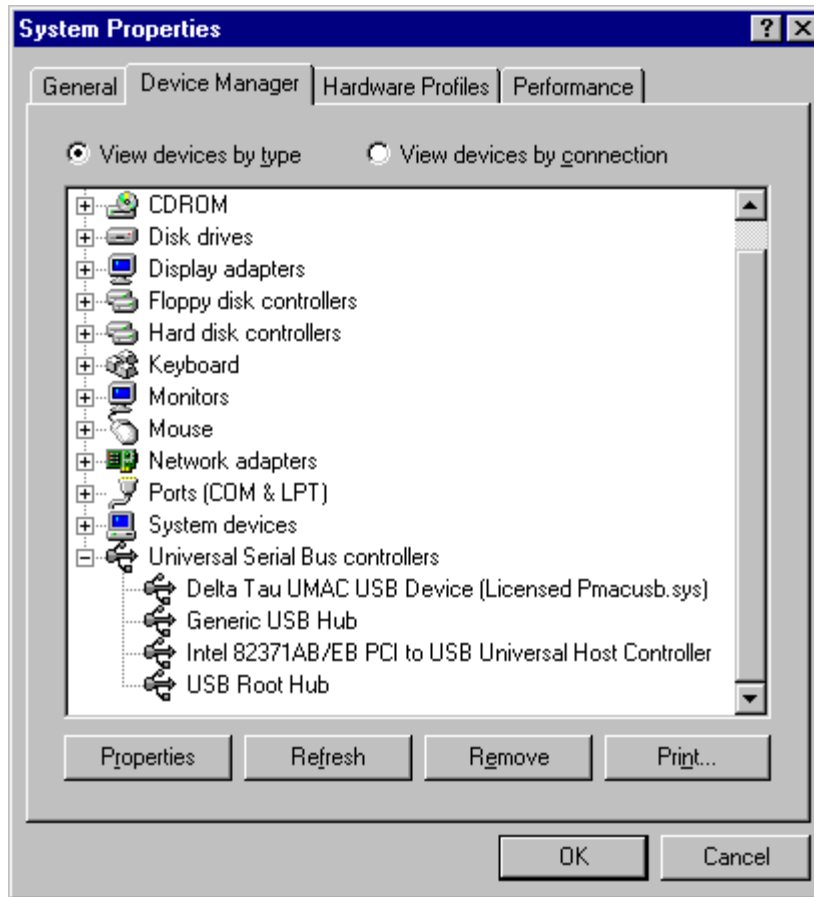 System Properties
General Device Manager Hardware Profiles Performance
View devices by type View devices by connection
CDROM
Disk drives
Display adapters
Floppy disk controllers
Hard disk controllers
Keyboard
Monitors
Mouse
Network adapters
Ports (COM & LPT)
System devices
Universal Serial Bus controllers
Delta Tau UMAC USB Device (Licensed Pmacusb.sys)
Generic USB Hub
Intel 82371AB/EB PCI to USB Universal Host Controller
USB Root Hub
Properties Refresh Remove Print...
OK Cancel